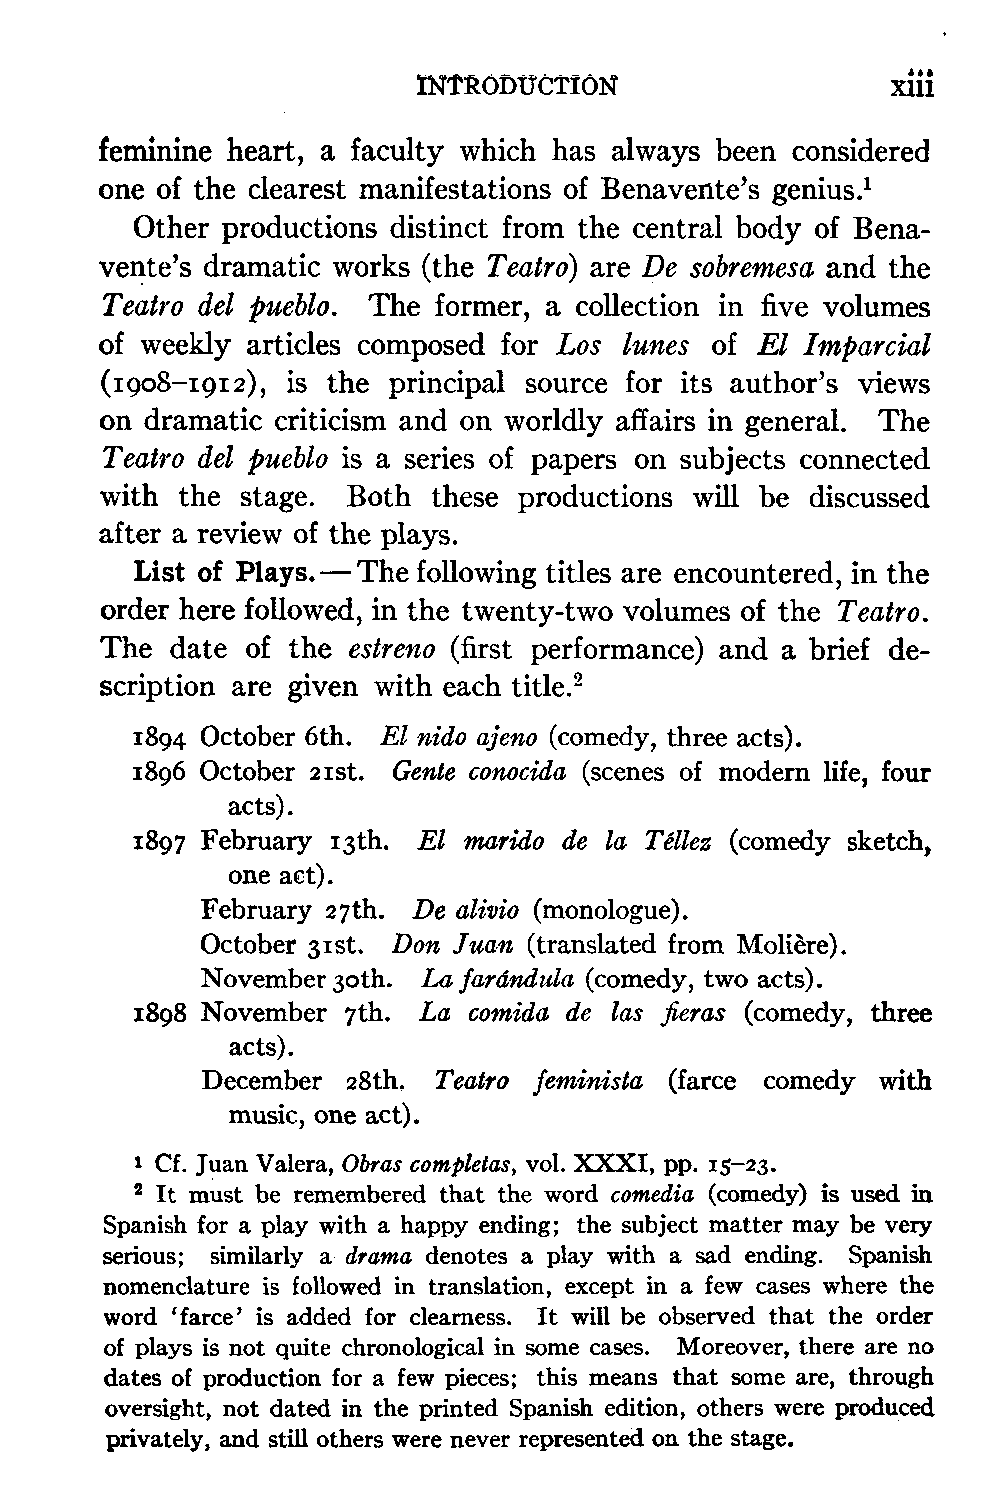 INTRODUCTION xiii
feminine heart, a faculty which has always been considered
one of the clearest manifestations of Benavente's genius.¹
Other productions distinct from the central body of Bena-
vente's dramatic works (the Teatro) are De sobremesa and the
Teatro del pueblo. The former, a collection in five volumes
of weekly articles composed for Los lunes of El Imparcial
(1908–1912), is the principal source for its author's views
on dramatic criticism and on worldly affairs in general. The
Teatro del pueblo is a series of papers on subjects connected
with the stage. Both these productions will be discussed
after a review of the plays.
List of Plays.—The following titles are encountered, in the
order here followed, in the twenty-two volumes of the Teatro.
The date of the estreno (first performance) and a brief de-
scription are given with each title.²
1894 October 6th. El nido ajeno (comedy, three acts).
1896 October 21st. Gente conocida (scenes of modern life, four
acts).
1897 February 13th. El marido de la Téllez (comedy sketch,
one act).
February 27th. De alivio (monologue).
October 31st. Don Juan (translated from Molière).
November 30th. La farándula (comedy, two acts).
1898 November 7th. La comida de las fieras (comedy, three
acts).
December 28th. Teatro feminista (farce comedy with
music, one act).
¹ Cf. Juan Valera, Obras completas, vol. XXXI, pp. 15–23.
² It must be remembered that the word comedia (comedy) is used in
Spanish for a play with a happy ending; the subject matter may be very
serious; similarly a drama denotes a play with a sad ending. Spanish
nomenclature is followed in translation, except in a few cases where the
word 'farce' is added for clearness. It will be observed that the order
of plays is not quite chronological in some cases. Moreover, there are no
dates of production for a few pieces; this means that some are, through
oversight, not dated in the printed Spanish edition, others were produced
privately, and still others were never represented on the stage.